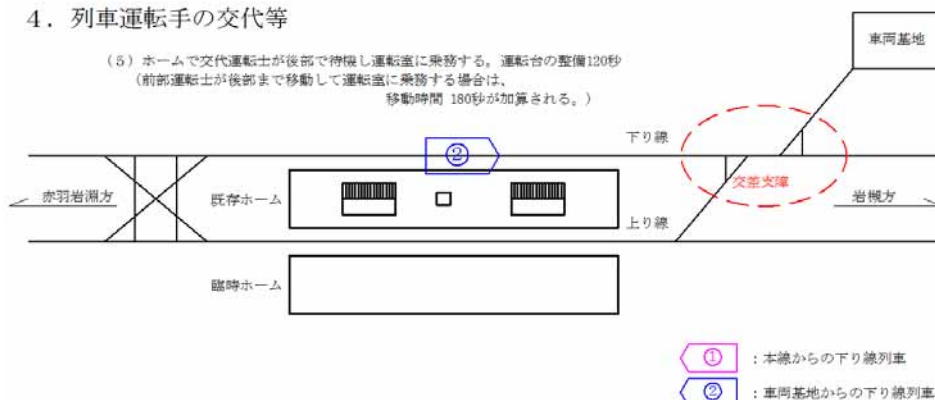 4．列車運転手の交代等
車両基地
（5）ホームで交代運転士が後部で待機し運転室に乗務する。運転台の整備120秒
（前部運転士が後部まで移動して運転室に乗務する場合は、
移動時間 180秒が加算される。）
下り線
②
交差支障
赤羽岩淵方
既存ホーム
岩槻方
上り線
臨時ホーム
① ：本線からの下り線列車
② ：車両基地からの下り線列車